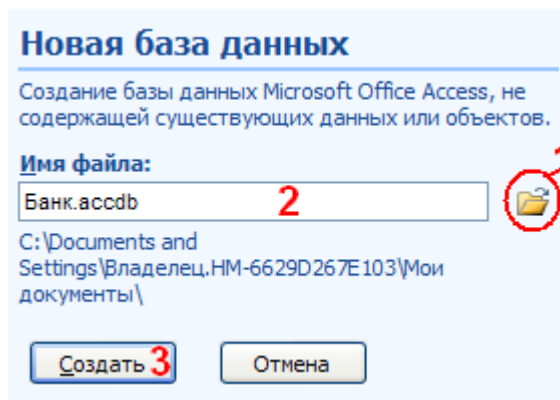 Новая база данных
Создание базы данных Microsoft Office Access, не
содержащей существующих данных или объектов.
Имя файла:
1
Банк.accdb 2
C:\Documents and
Settings\Владелец.HM-6629D267E103\Мои
документы\
Создать 3 Отмена